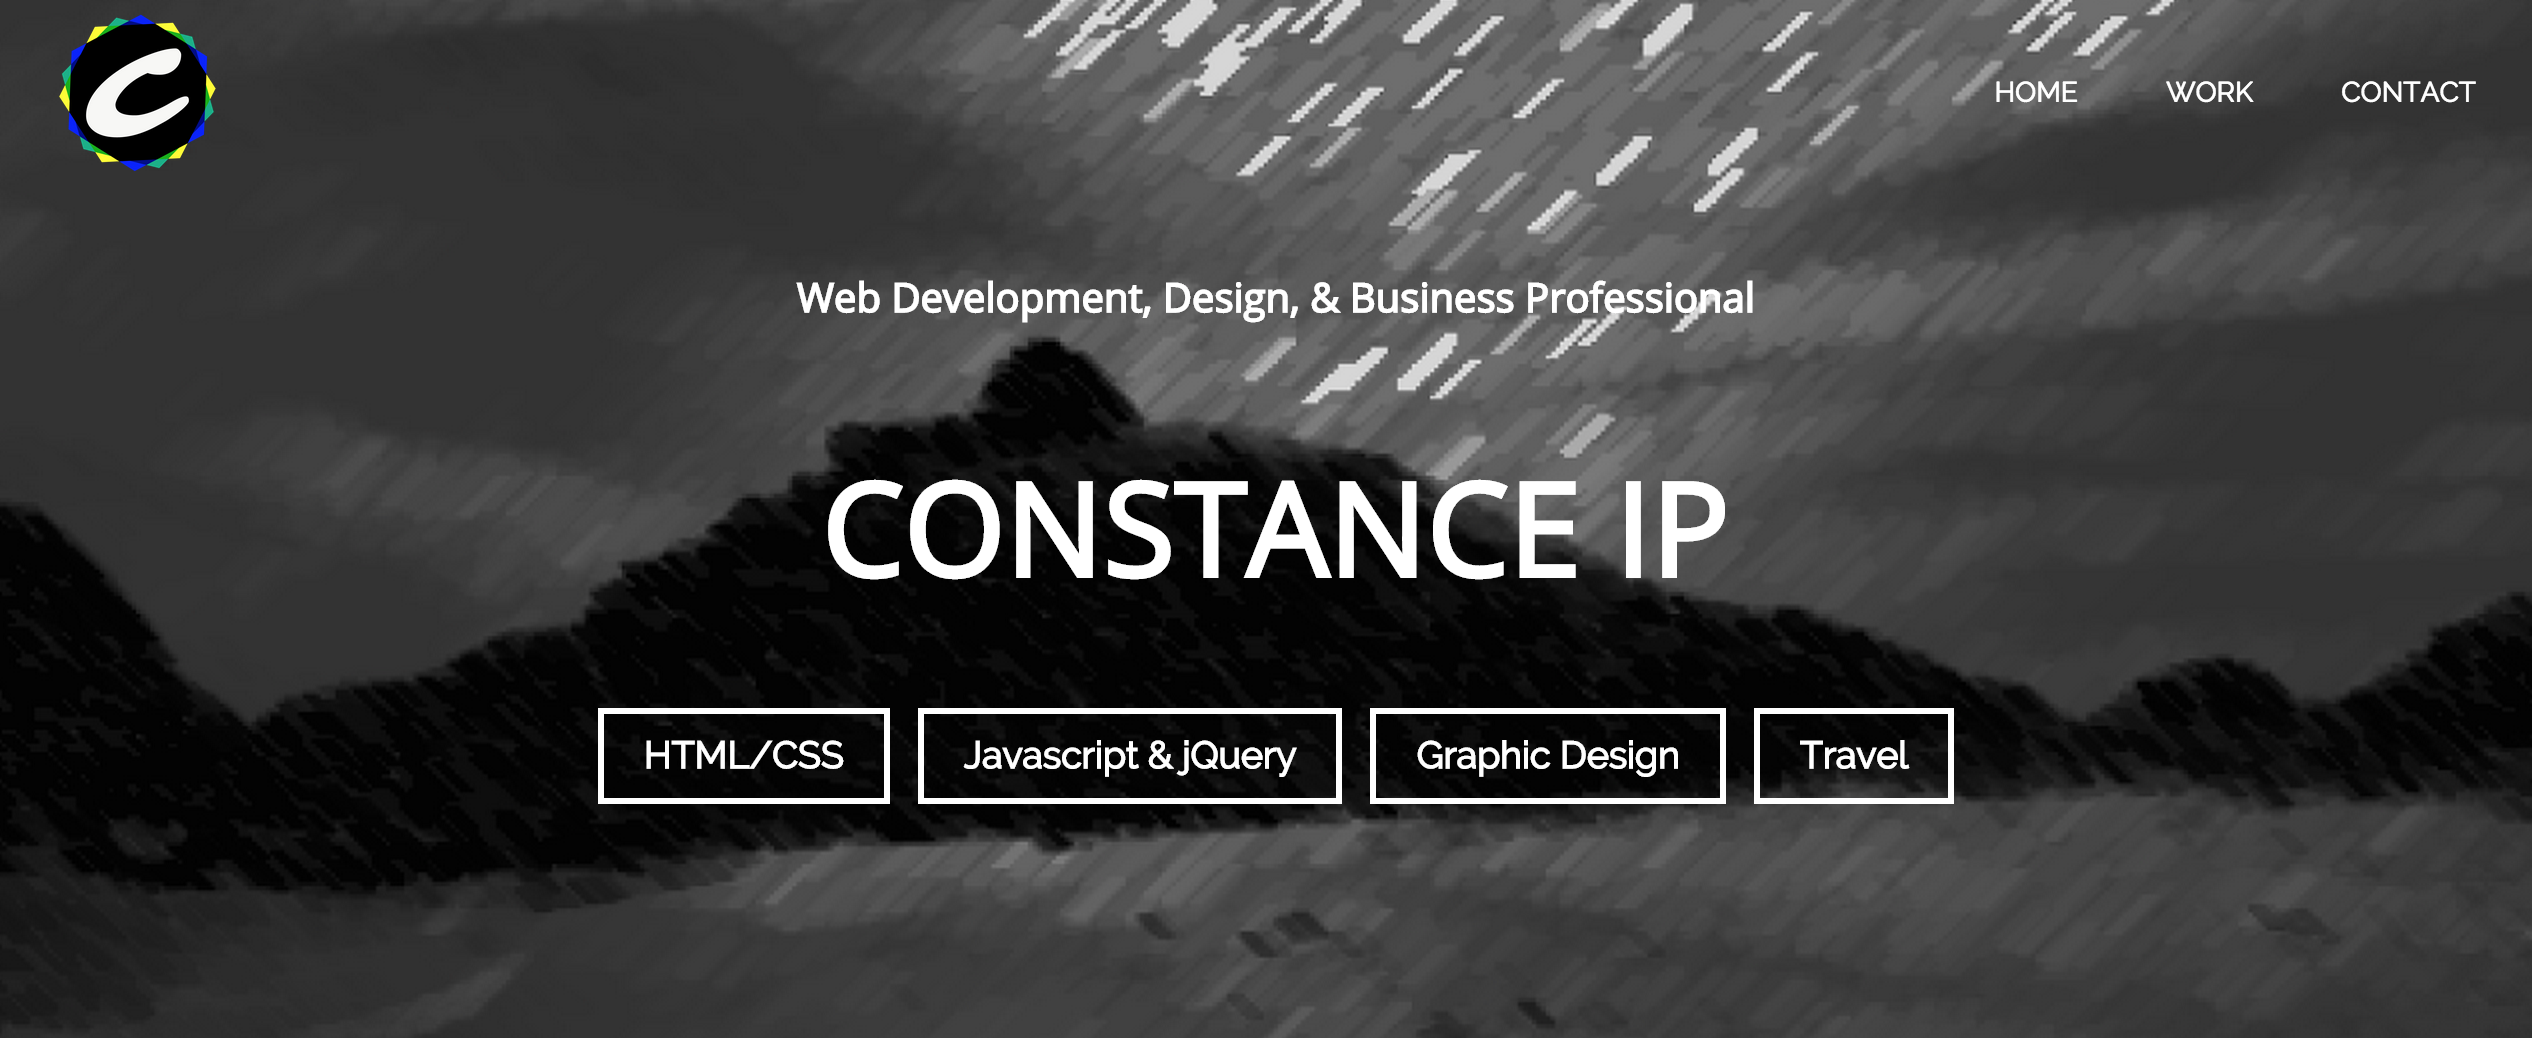 C
HOME WORK CONTACT
Web Development, Design, & Business Professional
CONSTANCE IP
HTML/CSS Javascript & jQuery Graphic Design Travel